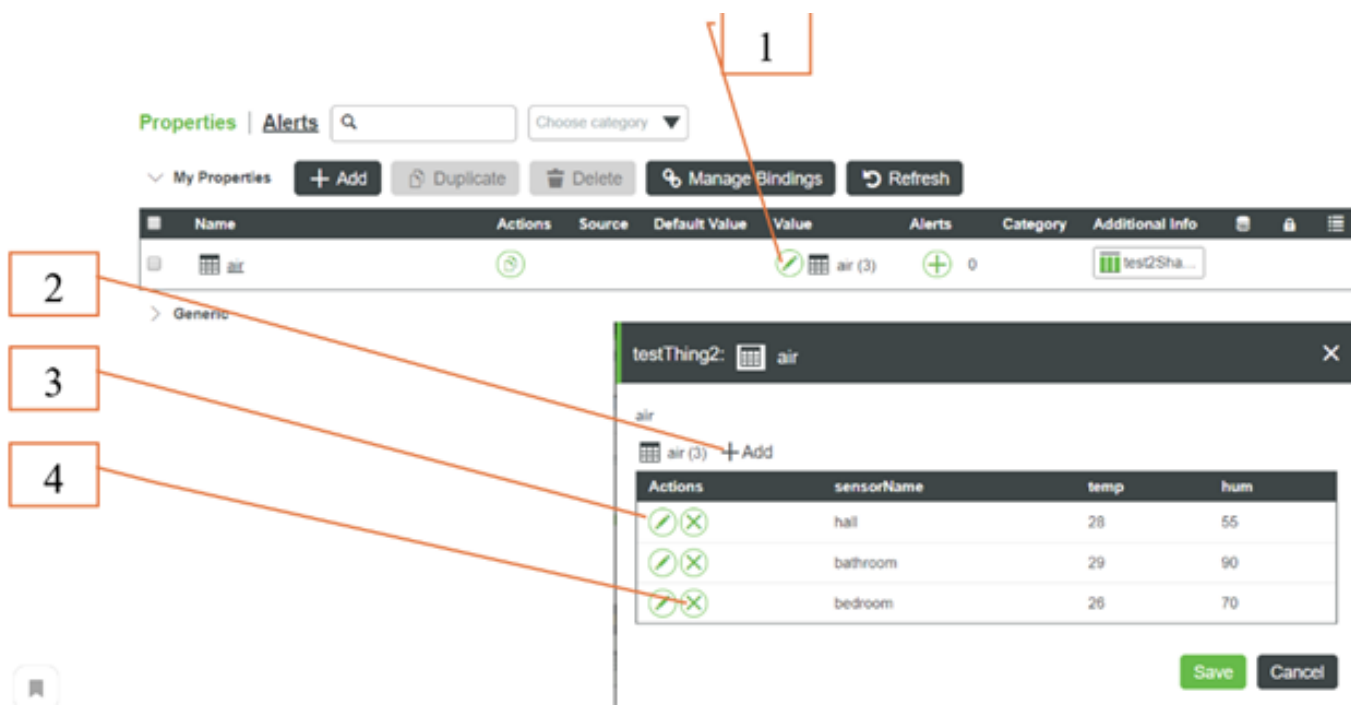 1
Properties | Alerts Choose category
My Properties + Add Duplicate Delete Manage Bindings Refresh
Name Actions Source Default Value Value Alerts Category Additional Info
air air (3) 0 test2Sha...
2
Generic
testThing2: air
3
air
air (3) +Add
4
Actions sensorName temp hum
hall 28 55
bathroom 29 90
bedroom 26 70
Save Cancel